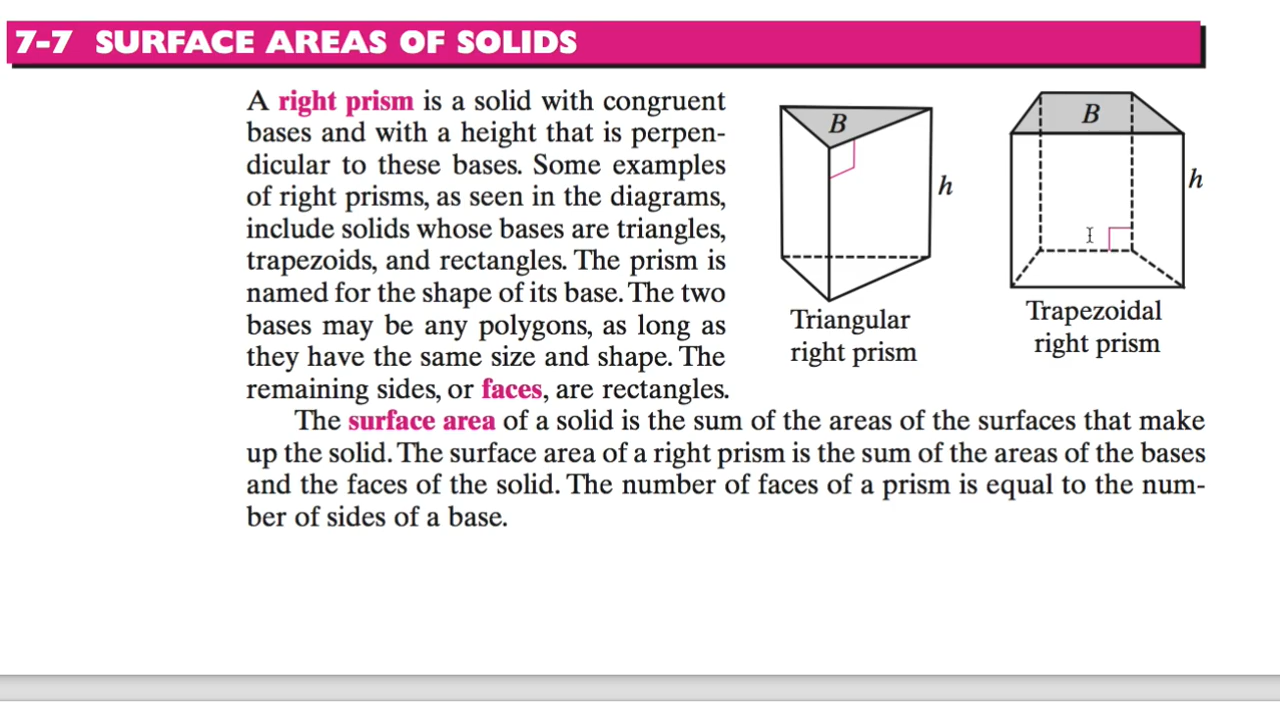 7-7 SURFACE AREAS OF SOLIDS
A right prism is a solid with congruent
bases and with a height that is perpen-
dicular to these bases. Some examples
of right prisms, as seen in the diagrams,
include solids whose bases are triangles,
trapezoids, and rectangles. The prism is
named for the shape of its base. The two
bases may be any polygons, as long as
they have the same size and shape. The
remaining sides, or faces, are rectangles.
B
h
Triangular
right prism
B
h
Trapezoidal
right prism
The surface area of a solid is the sum of the areas of the surfaces that make
up the solid. The surface area of a right prism is the sum of the areas of the bases
and the faces of the solid. The number of faces of a prism is equal to the num-
ber of sides of a base.